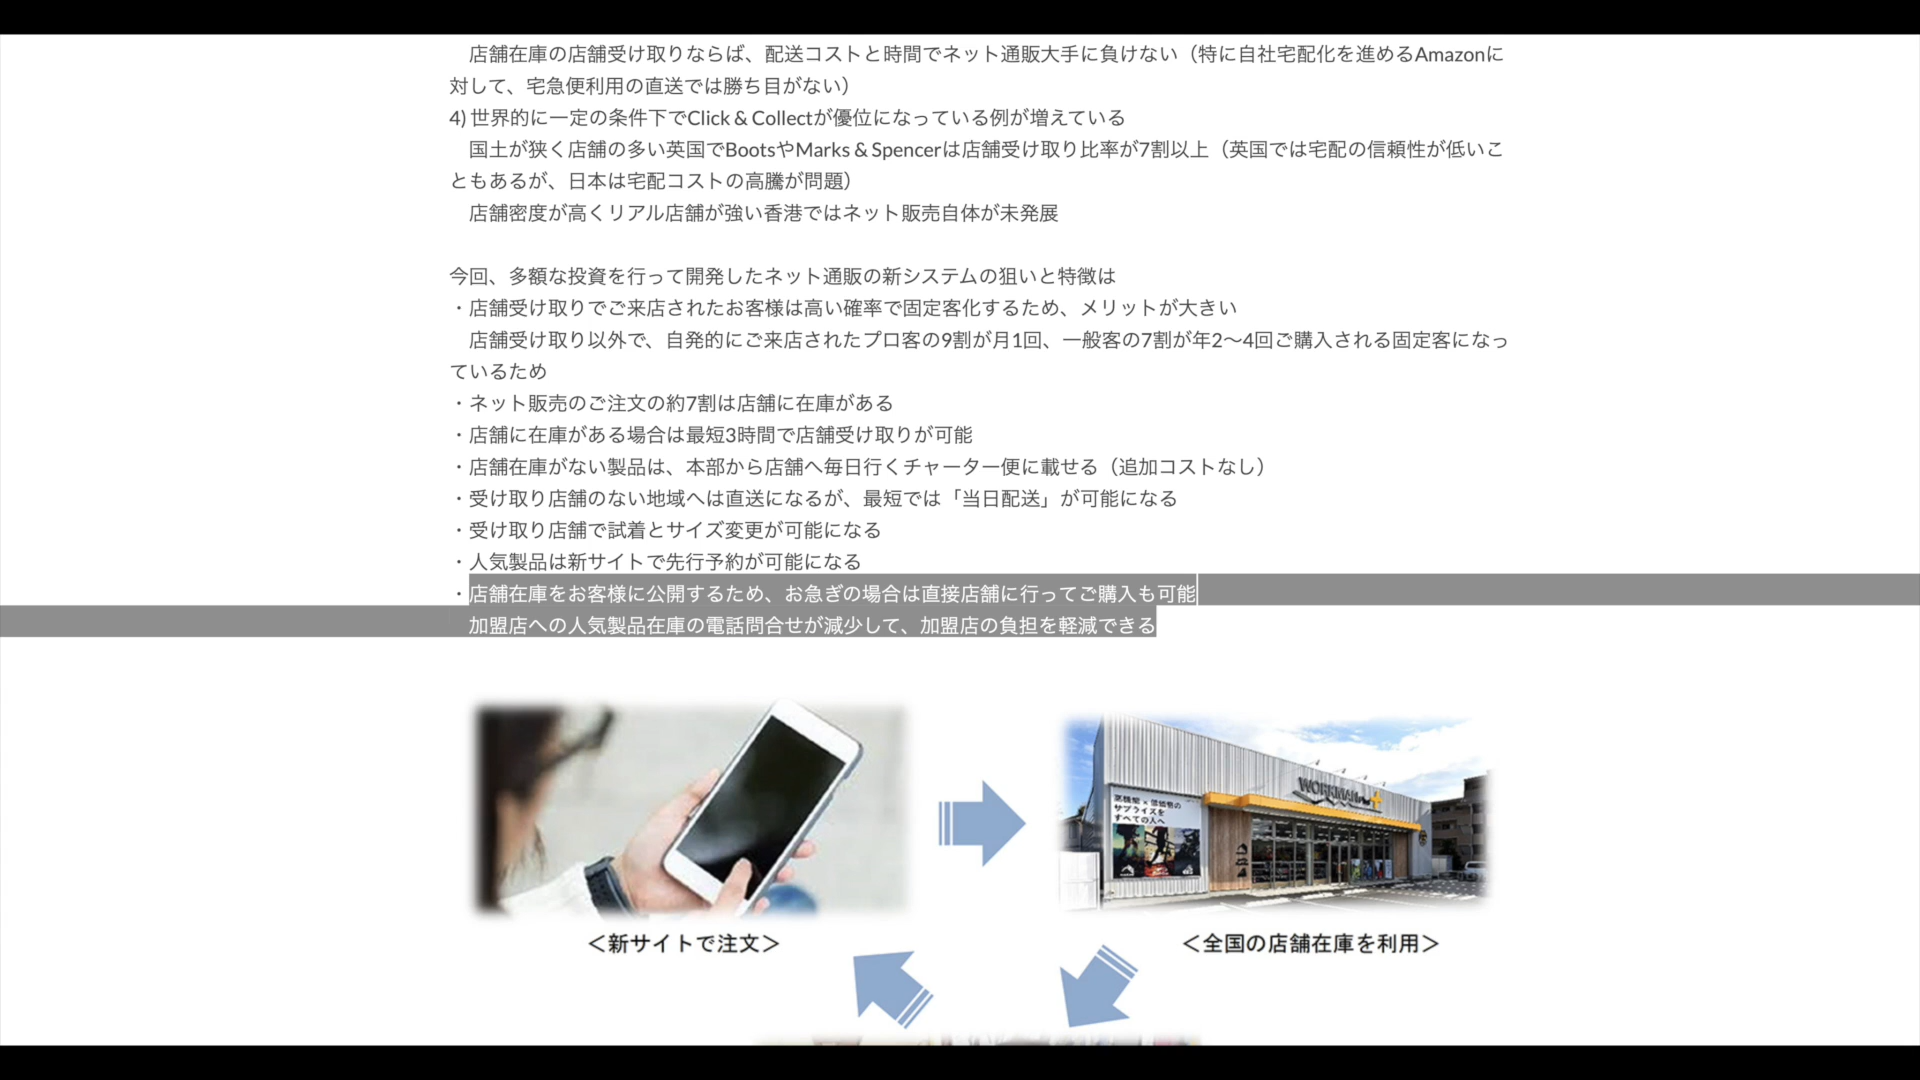 店舗在庫の店舗受け取りならば、配送コストと時間でネット通販大手に負けない（特に自社宅配化を進めるAmazonに
対して、宅急便利用の直送では勝ち目がない）
4) 世界的に一定の条件下でClick & Collectが優位になっている例が増えている
国土が狭く店舗の多い英国でBootsやMarks & Spencerは店舗受け取り比率が7割以上（英国では宅配の信頼性が低いこ
ともあるが、日本は宅配コストの高騰が問題）
店舗密度が高くリアル店舗が強い香港ではネット販売自体が未発展
今回、多額な投資を行って開発したネット通販の新システムの狙いと特徴は
・店舗受け取りでご来店されたお客様は高い確率で固定客化するため、メリットが大きい
店舗受け取り以外で、自発的にご来店されたプロ客の9割が月1回、一般客の7割が年2〜4回ご購入される固定客になっ
ているため
・ネット販売のご注文の約7割は店舗に在庫がある
・店舗に在庫がある場合は最短3時間で店舗受け取りが可能
・店舗在庫がない製品は、本部から店舗へ毎日行くチャーター便に載せる（追加コストなし）
・受け取り店舗のない地域へは直送になるが、最短では「当日配送」が可能になる
・受け取り店舗で試着とサイズ変更が可能になる
・人気製品は新サイトで先行予約が可能になる
・店舗在庫をお客様に公開するため、お急ぎの場合は直接店舗に行ってご購入も可能
加盟店への人気製品在庫の電話問合せが減少して、加盟店の負担を軽減できる
WORKMAN
高機能×低価格の
サプライズを
すべての人へ
＜新サイトで注文＞
＜全国の店舗在庫を利用＞